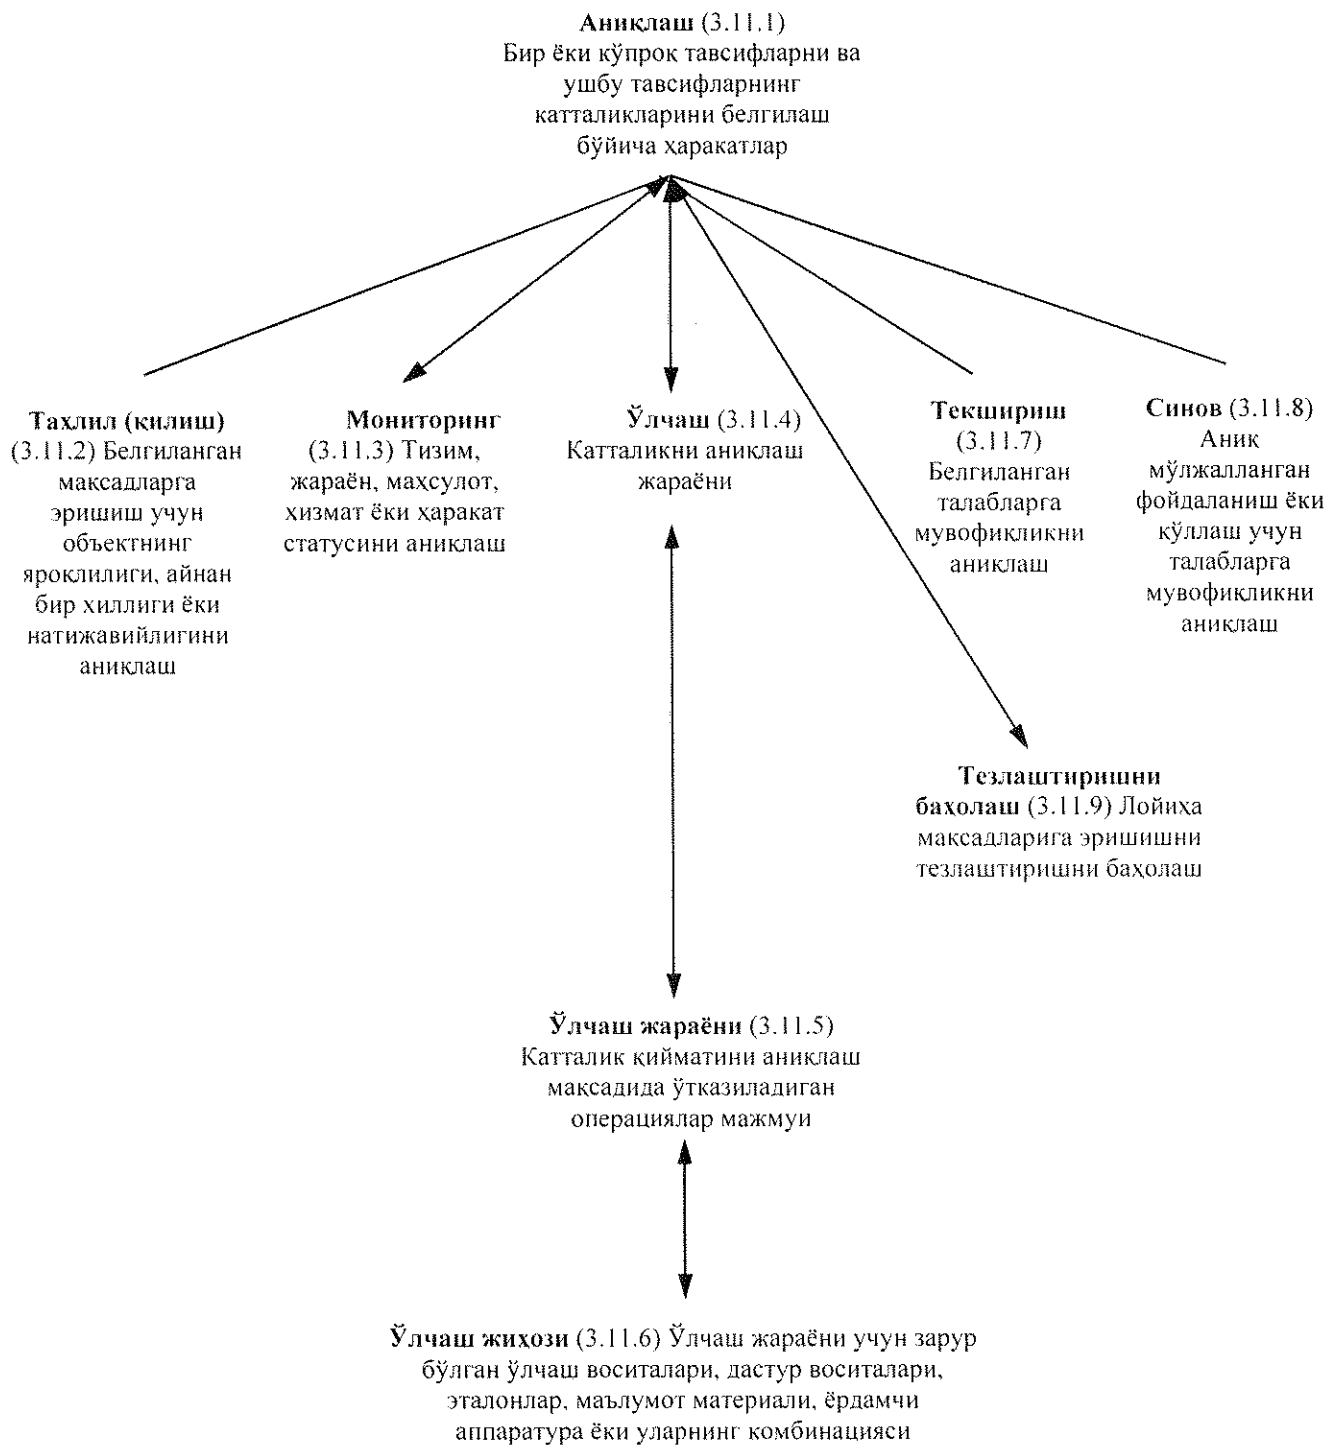 Аниқлаш (3.11.1)
Бир ёки кўпроқ тавсифларни ва
ушбу тавсифларнинг
катталикларини белгилаш
бўйича ҳаракатлар
Таҳлил (қилиш)
(3.11.2) Белгиланган
мақсадларга
эришиш учун
объектнинг
яроқлилиги, айнан
бир хиллиги ёки
натижавийлигини
аниқлаш
Мониторинг
(3.11.3) Тизим,
жараён, маҳсулот,
хизмат ёки ҳаракат
статусини аниқлаш
Ўлчаш (3.11.4)
Катталикни аниқлаш
жараёни
Текшириш
(3.11.7)
Белгиланган
талабларга
мувофиқликни
аниқлаш
Синов (3.11.8)
Аниқ
мўлжалланган
фойдаланиш ёки
қўллаш учун
талабларга
мувофиқликни
аниқлаш
Тезлаштиришни
баҳолаш (3.11.9) Лойиҳа
мақсадларига эришишни
тезлаштиришни баҳолаш
Ўлчаш жараёни (3.11.5)
Катталик қийматини аниқлаш
мақсадида ўтказиладиган
операциялар мажмуи
Ўлчаш жиҳози (3.11.6) Ўлчаш жараёни учун зарур
бўлган ўлчаш воситалари, дастур воситалари,
эталонлар, маълумот материали, ёрдамчи
аппаратура ёки уларнинг комбинацияси